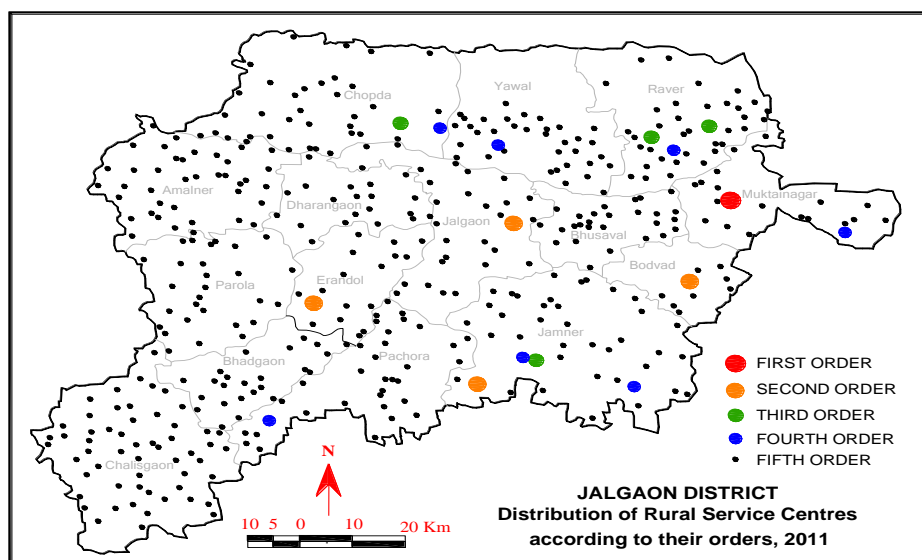 Yawal
Raver
Chopda
Amalner
Muktainagar
Dharangaon
Jalgaon
Bhusaval
Bodvad
Parola
Erandol
Jamner
Bhadgaon
Pachora
FIRST ORDER
SECOND ORDER
THIRD ORDER
FOURTH ORDER
FIFTH ORDER
Chalisgaon
N
10 5 0 10 20 Km
JALGAON DISTRICT
Distribution of Rural Service Centres
according to their orders, 2011